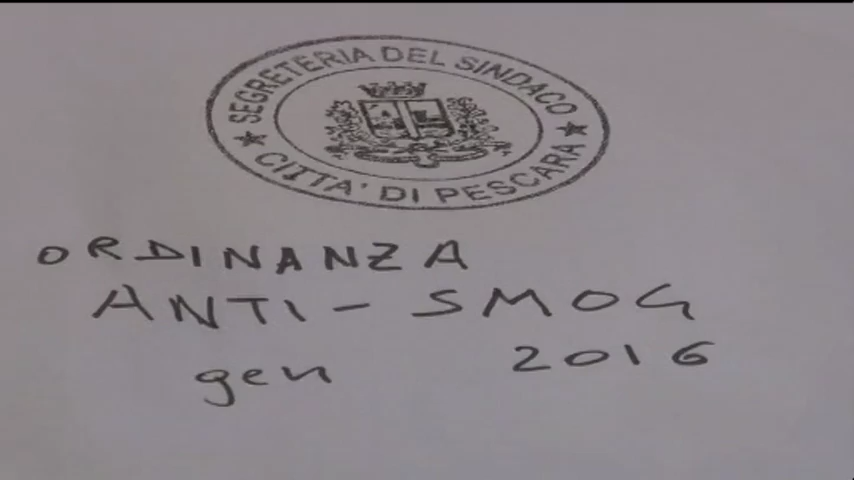 SEGRETERIA DEL SINDACO
CITTA' DI PESCARA
ORDINANZA
ANTI-SMOG
gen 2016